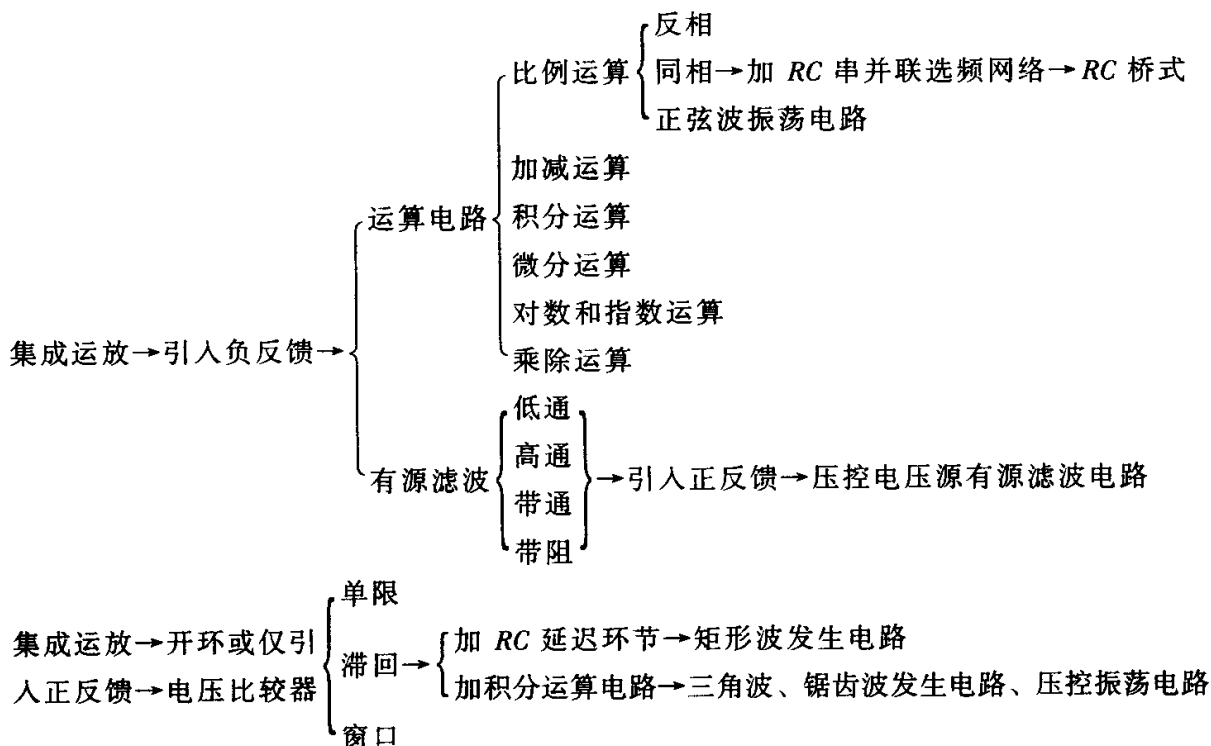 反相
比例运算
同相→加 RC 串并联选频网络→RC 桥式
正弦波振荡电路
加减运算
运算电路
积分运算
微分运算
对数和指数运算
集成运放→引入负反馈→
乘除运算
低通
高通
有源滤波
→引入正反馈→压控电压源有源滤波电路
带通
带阻
单限
集成运放→开环或仅引
入正反馈→电压比较器
滞回→
加 RC 延迟环节→矩形波发生电路
加积分运算电路→三角波、锯齿波发生电路、压控振荡电路
窗口